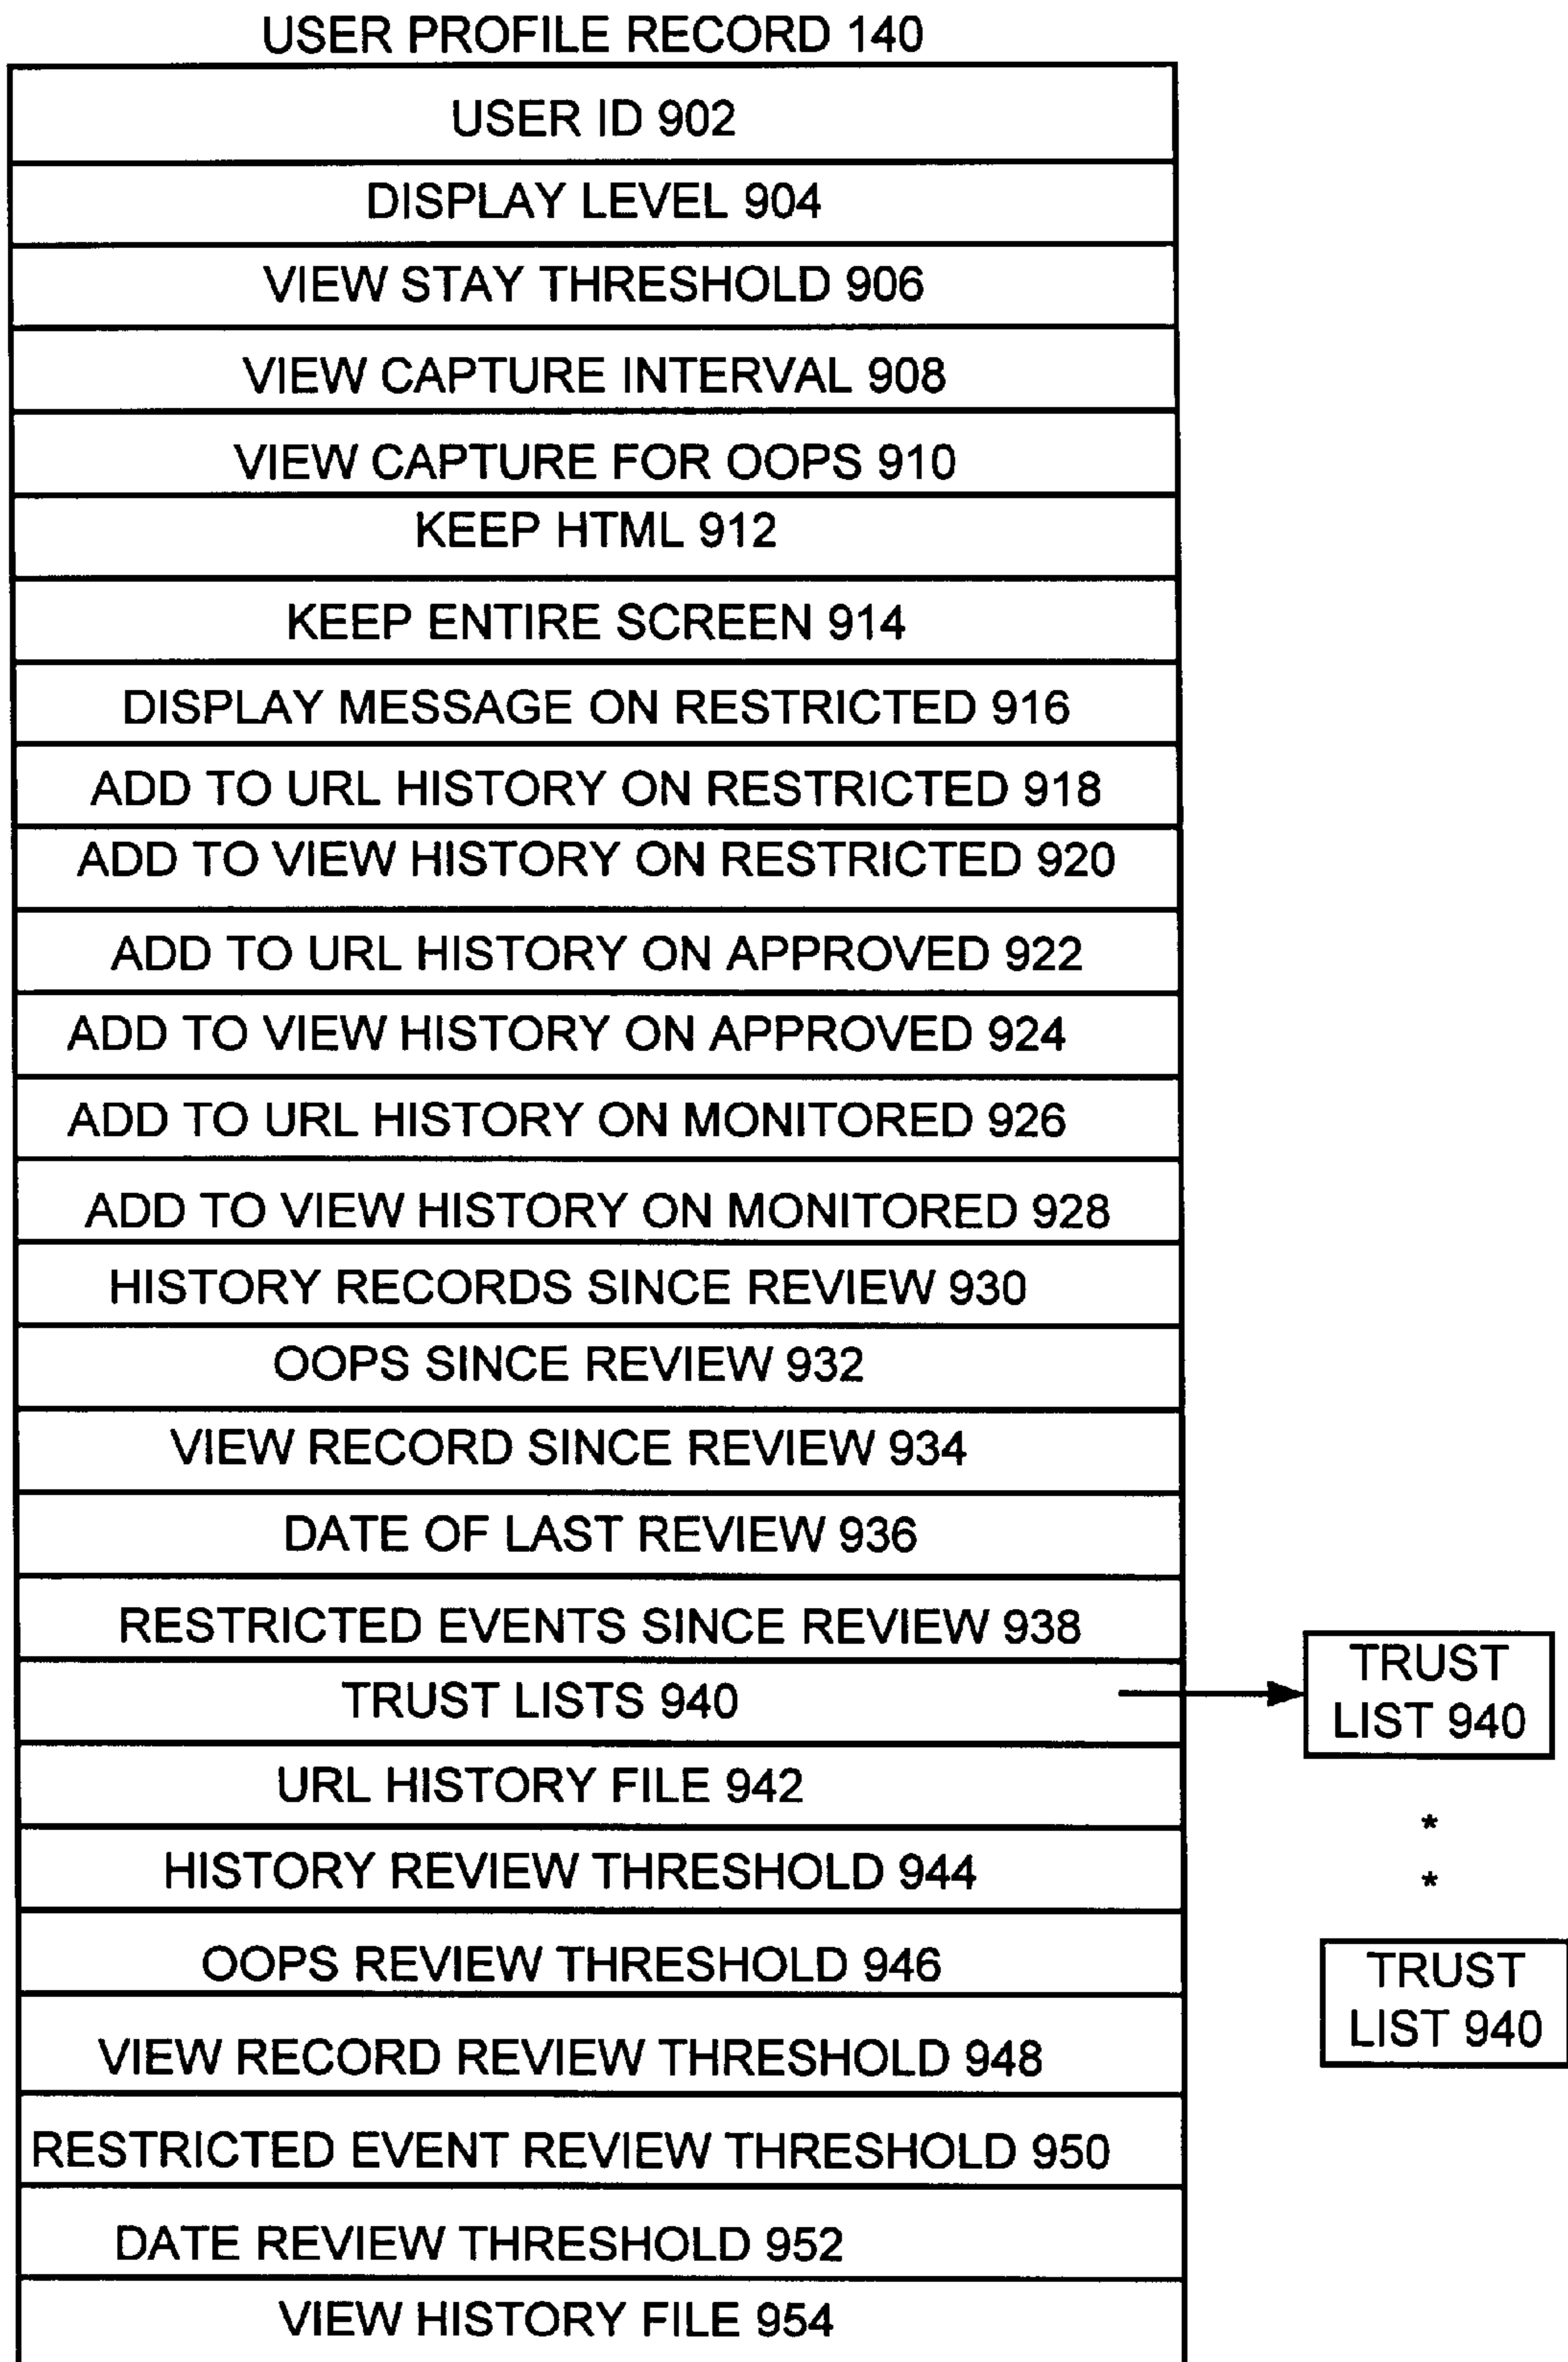 USER PROFILE RECORD 140
USER ID 902
DISPLAY LEVEL 904
VIEW STAY THRESHOLD 906
VIEW CAPTURE INTERVAL 908
VIEW CAPTURE FOR OOPS 910
KEEP HTML 912
KEEP ENTIRE SCREEN 914
DISPLAY MESSAGE ON RESTRICTED 916
ADD TO URL HISTORY ON RESTRICTED 918
ADD TO VIEW HISTORY ON RESTRICTED 920
ADD TO URL HISTORY ON APPROVED 922
ADD TO VIEW HISTORY ON APPROVED 924
ADD TO URL HISTORY ON MONITORED 926
ADD TO VIEW HISTORY ON MONITORED 928
HISTORY RECORDS SINCE REVIEW 930
OOPS SINCE REVIEW 932
VIEW RECORD SINCE REVIEW 934
DATE OF LAST REVIEW 936
RESTRICTED EVENTS SINCE REVIEW 938
TRUST LISTS 940
URL HISTORY FILE 942
HISTORY REVIEW THRESHOLD 944
OOPS REVIEW THRESHOLD 946
VIEW RECORD REVIEW THRESHOLD 948
RESTRICTED EVENT REVIEW THRESHOLD 950
DATE REVIEW THRESHOLD 952
VIEW HISTORY FILE 954
TRUST
LIST 940
*
*
TRUST
LIST 940